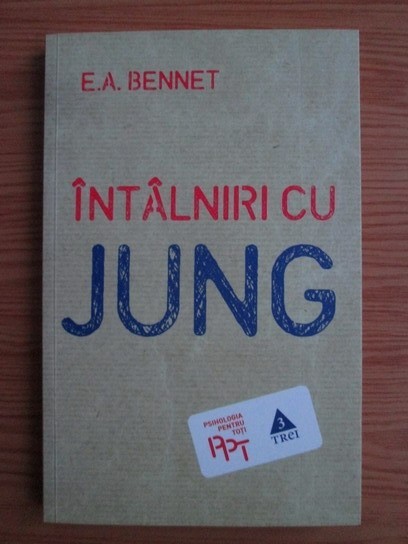 E.A. BENNET
ÎNTÂLNIRI CU
JUNG
PSIHOLOGIA
PENTRU
TOȚI
PPT
3
TREI